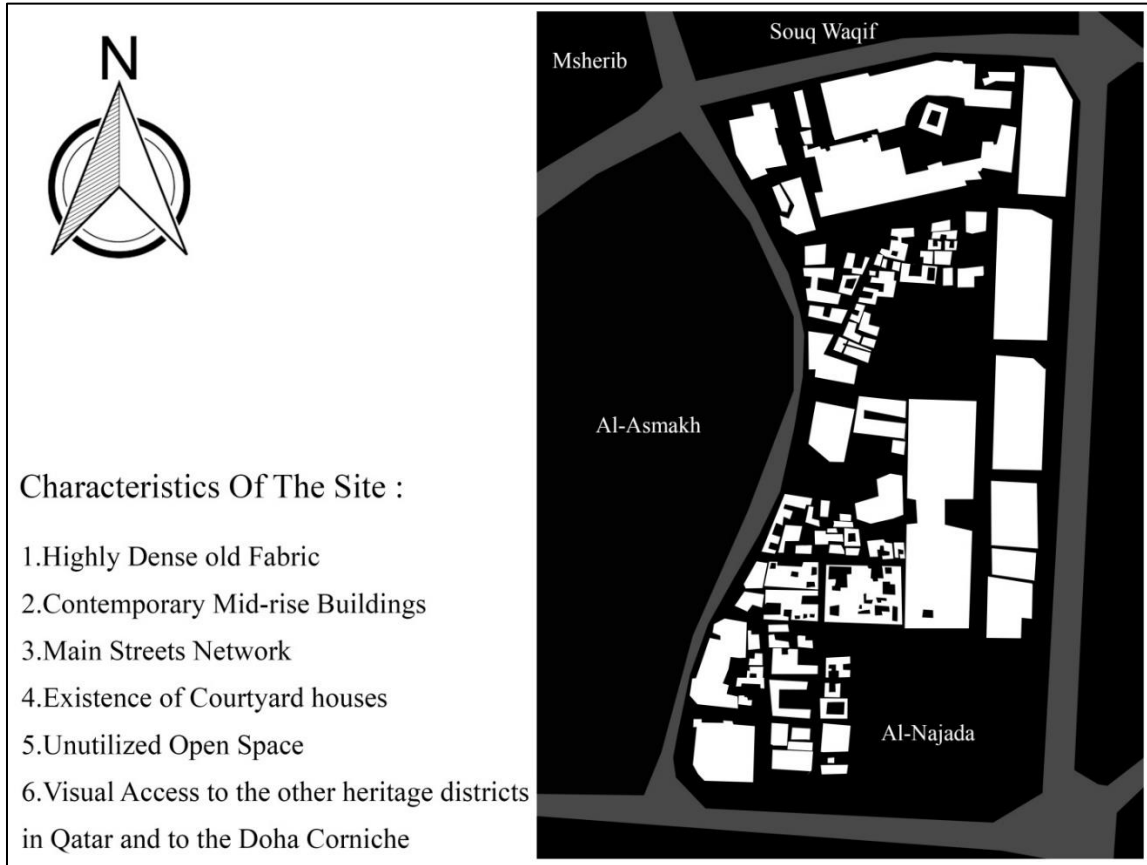 N
Souq Waqif
Msherib
Al-Asmakh
Characteristics Of The Site :
1.Highly Dense old Fabric
2.Contemporary Mid-rise Buildings
3.Main Streets Network
4.Existence of Courtyard houses
5.Unutilized Open Space
6.Visual Access to the other heritage districts
in Qatar and to the Doha Corniche
Al-Najada